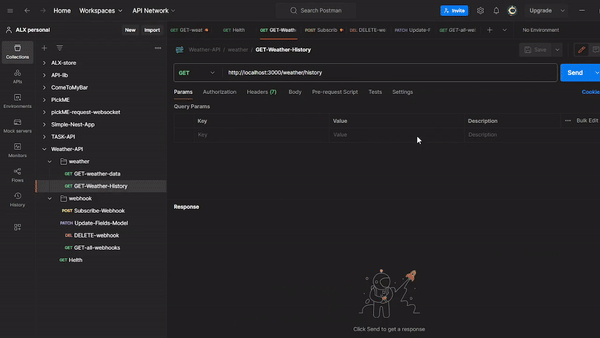 Home Workspaces API Network Search Postman Invite Upgrade
ALX personal New Import GET GET-weat GET Helth GET GET-Weath POST Subscrib. DEL DELETE-wc PATCH Update-F GET GET-all-we No Environment
Collections
APIs
Environments
Mock servers
Monitors
Flows
History
ALX-store
API-lib
ComeToMyBar
PickME
pickME-request-websocket
Simple-Nest-App
TASK-API
Weather-API
weather
GET GET-weather-data
GET GET-Weather-History
webhook
POST Subscribe-Webhook
PATCH Update-Fields-Model
DEL DELETE-webhook
GET GET-all-webhooks
GET Helth
Weather-API / weather / GET-Weather-History Save
GET http://localhost:3000/weather/history Send
Params Authorization Headers (7) Body Pre-request Script Tests Settings Cookie
Query Params
Key Value Description Bulk Edit
Key Value Description
Response
Click Send to get a response